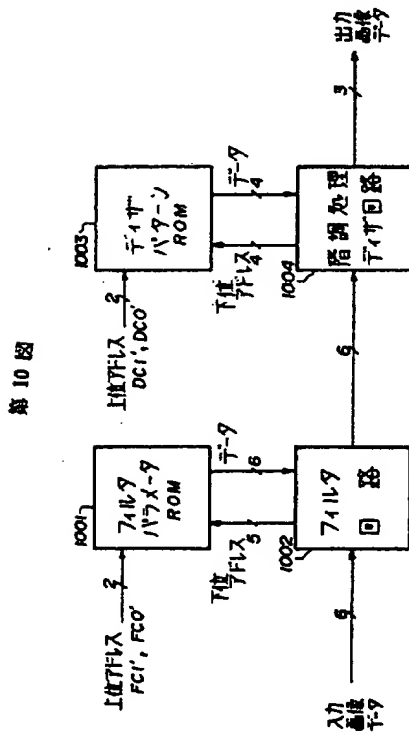 第10図
上位アドレス
FC1', FC0'
2
1001
フィルタ
パラメータ
ROM
下位
アドレス
5
データ
6
入力
画像
データ
6
1002
フィルタ
回路
6
上位アドレス
DC1', DC0'
2
1003
ディザ
パターン
ROM
下位
アドレス
4
データ
4
1004
階調処理
ディザ回路
3
出力
画像
データ